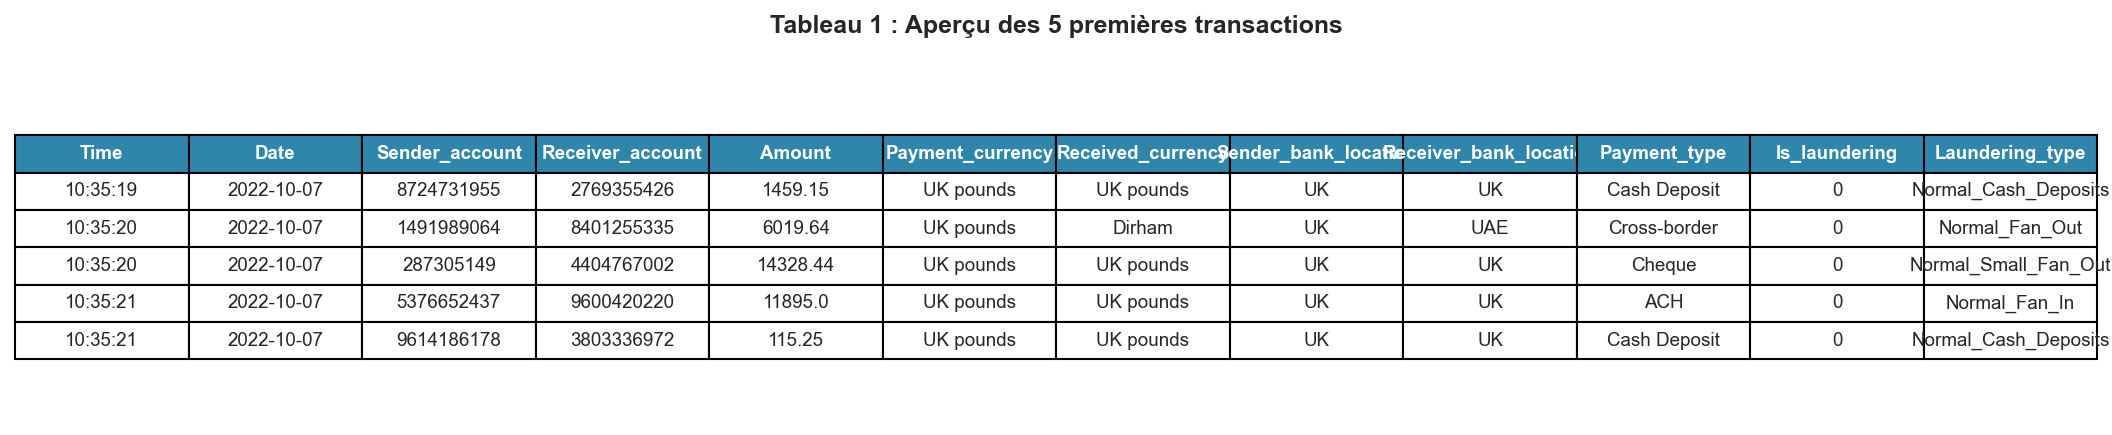 Tableau 1 : Aperçu des 5 premières transactions
Time Date Sender_account Receiver_account Amount Payment_currency Received_currency Sender_bank_locatio Receiver_bank_locati Payment_type Is_laundering Laundering_type
10:35:19 2022-10-07 8724731955 2769355426 1459.15 UK pounds UK pounds UK UK Cash Deposit 0 Normal_Cash_Deposits
10:35:20 2022-10-07 1491989064 8401255335 6019.64 UK pounds Dirham UK UAE Cross-border 0 Normal_Fan_Out
10:35:20 2022-10-07 287305149 4404767002 14328.44 UK pounds UK pounds UK UK Cheque 0 Normal_Small_Fan_Out
10:35:21 2022-10-07 5376652437 9600420220 11895.0 UK pounds UK pounds UK UK ACH 0 Normal_Fan_In
10:35:21 2022-10-07 9614186178 3803336972 115.25 UK pounds UK pounds UK UK Cash Deposit 0 Normal_Cash_Deposits